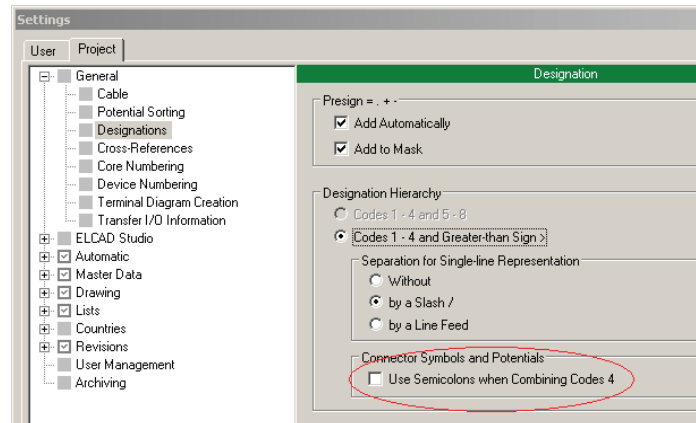 Settings
User Project
General
Cable
Potential Sorting
Designations
Cross-References
Core Numbering
Device Numbering
Terminal Diagram Creation
Transfer I/O Information
ELCAD Studio
Automatic
Master Data
Drawing
Lists
Countries
Revisions
User Management
Archiving
Designation
Presign = . + -
Add Automatically
Add to Mask
Designation Hierarchy
Codes 1 - 4 and 5 - 8
Codes 1 - 4 and Greater-than Sign >
Separation for Single-line Representation
Without
by a Slash /
by a Line Feed
Connector Symbols and Potentials
Use Semicolons when Combining Codes 4